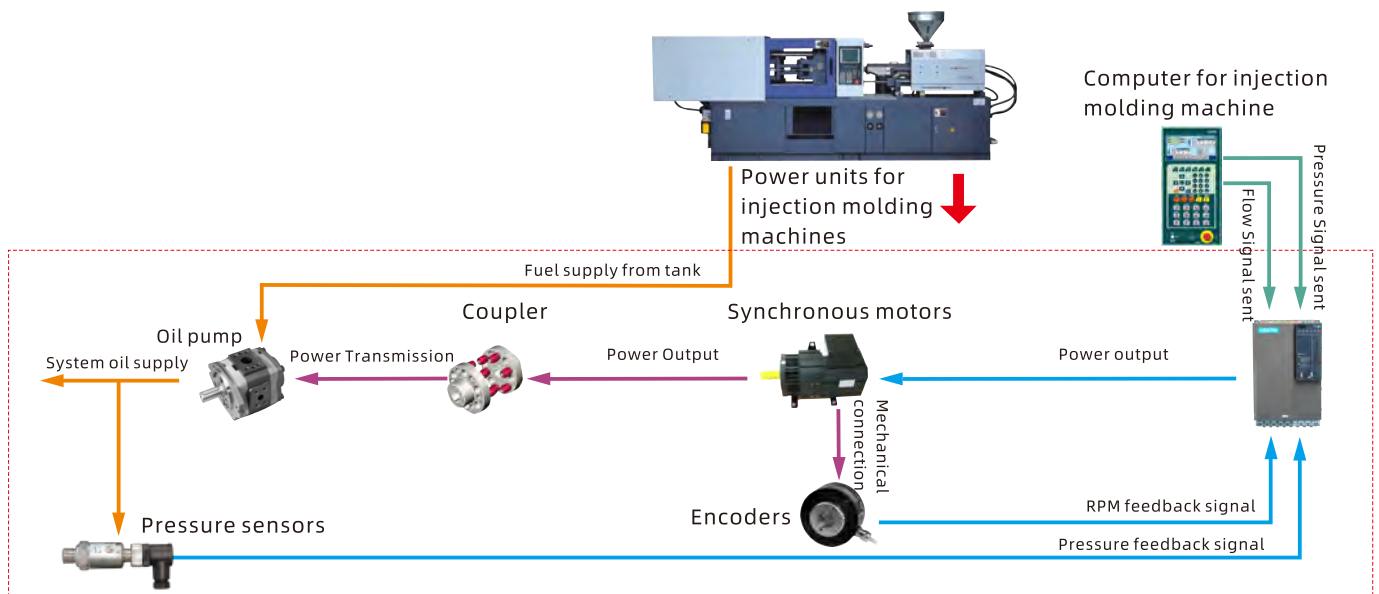 Computer for injection
molding machine
Pressure Signal sent
Flow Signal sent
Power units for
injection molding
machines
Fuel supply from tank
Oil pump
Coupler
Synchronous motors
System oil supply
Power Transmission
Power Output
Power output
Mechanical
connection
Encoders
RPM feedback signal
Pressure sensors
Pressure feedback signal